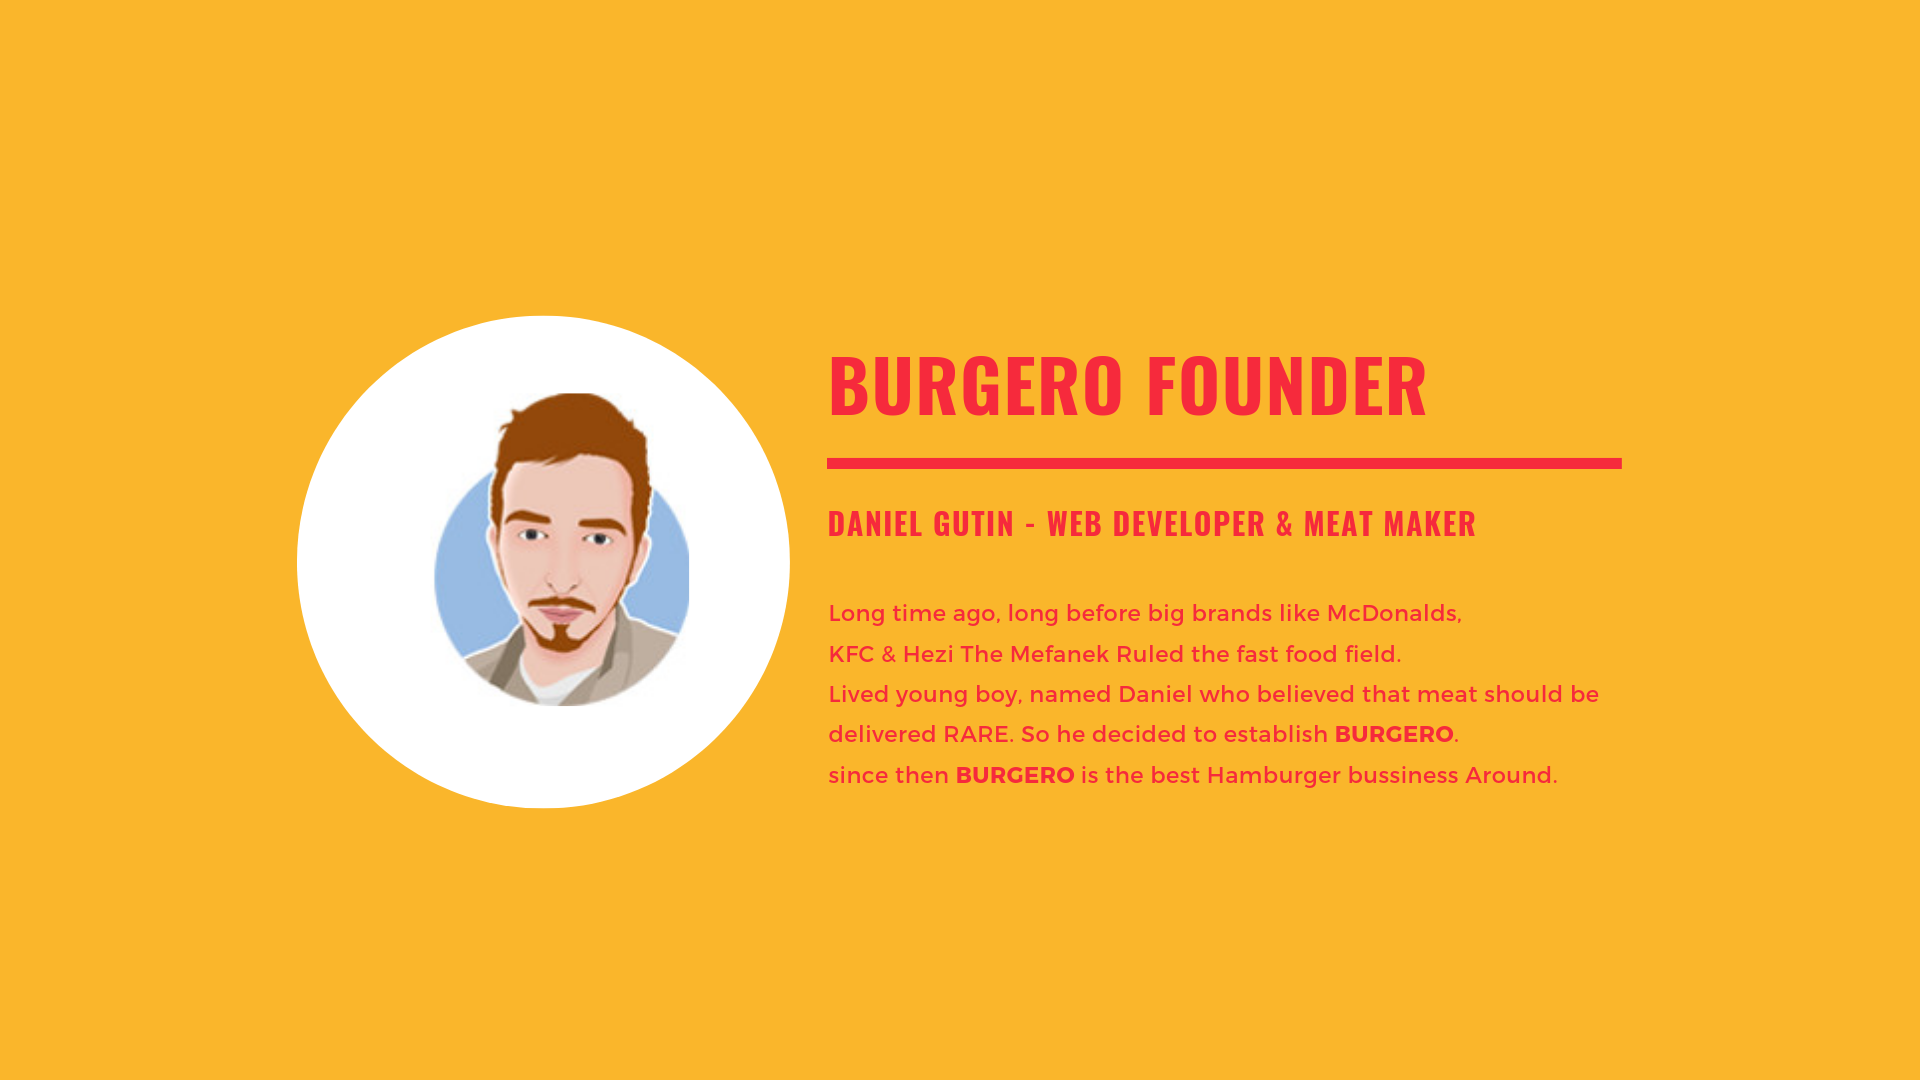 BURGERO FOUNDER
DANIEL GUTIN - WEB DEVELOPER & MEAT MAKER
Long time ago, long before big brands like McDonalds,
KFC & Hezi The Mefanek Ruled the fast food field.
Lived young boy, named Daniel who believed that meat should be
delivered RARE. So he decided to establish BURGERO.
since then BURGERO is the best Hamburger bussiness Around.